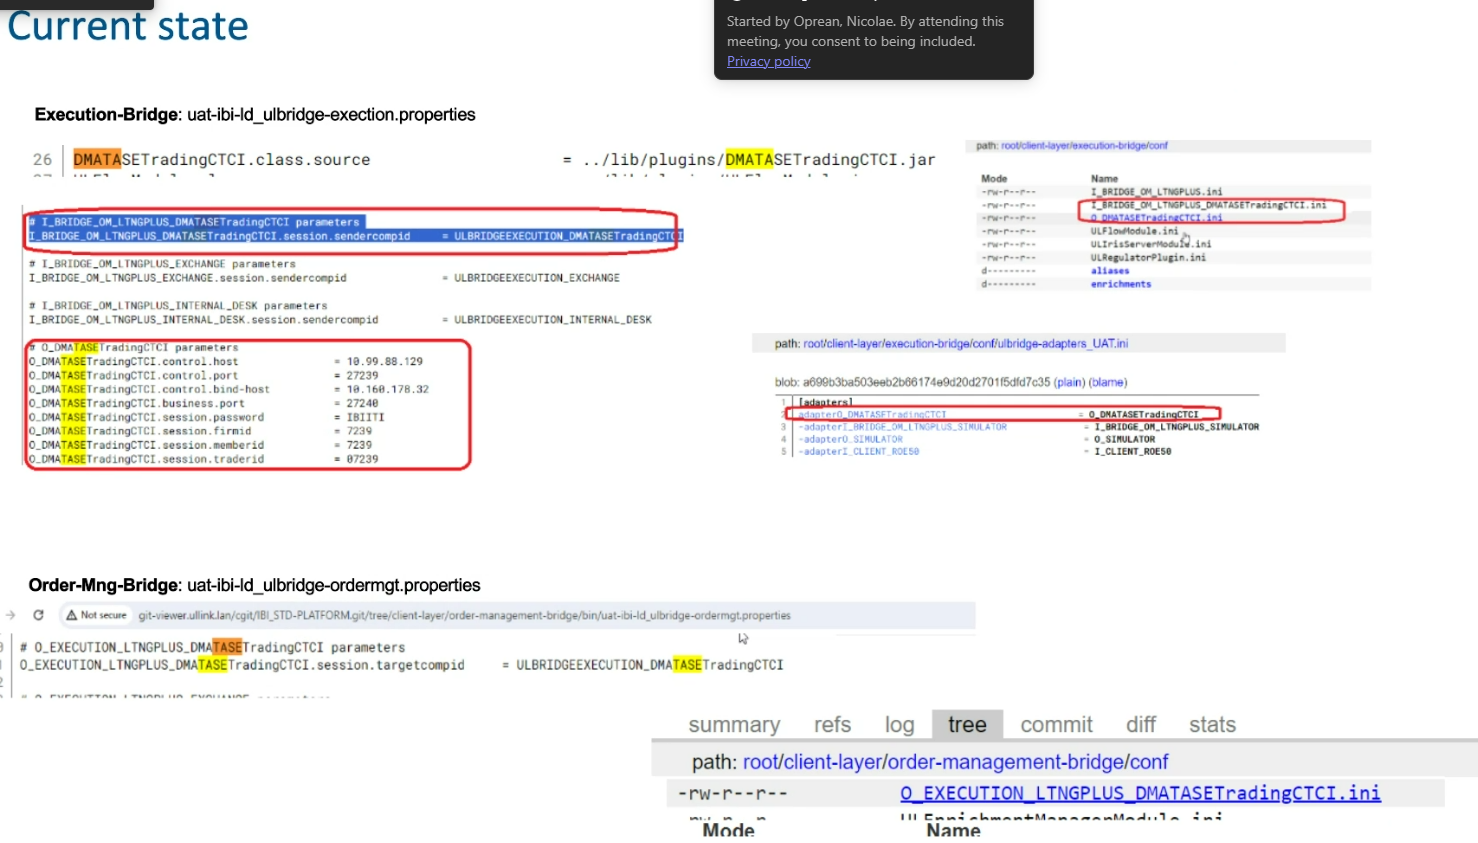 Current state
Started by Oprean, Nicolae. By attending this
meeting, you consent to being included.
Privacy policy
Execution-Bridge: uat-ibi-ld_ulbridge-exection.properties
26 DMATASETradingCTCI.class.source = ../lib/plugins/DMATASETradingCTCI.jar
# I_BRIDGE_OM_LTNGPLUS_DMATASETradingCTCI parameters
I_BRIDGE_OM_LTNGPLUS_DMATASETradingCTCI.session.sendercompid = ULBRIDGEEXECUTION_DMATASETradingCTCI
# I_BRIDGE_OM_LTNGPLUS_EXCHANGE parameters
I_BRIDGE_OM_LTNGPLUS_EXCHANGE.session.sendercompid = ULBRIDGEEXECUTION_EXCHANGE
# I_BRIDGE_OM_LTNGPLUS_INTERNAL_DESK parameters
I_BRIDGE_OM_LTNGPLUS_INTERNAL_DESK.session.sendercompid = ULBRIDGEEXECUTION_INTERNAL_DESK
# O_DMATASETradingCTCI parameters
O_DMATASETradingCTCI.control.host = 10.99.88.129
O_DMATASETradingCTCI.control.port = 27239
O_DMATASETradingCTCI.control.bind-host = 10.160.178.32
O_DMATASETradingCTCI.business.port = 27240
O_DMATASETradingCTCI.session.password = IBIITI
O_DMATASETradingCTCI.session.firmid = 7239
O_DMATASETradingCTCI.session.memberid = 7239
O_DMATASETradingCTCI.session.traderid = 07239
path: root/client-layer/execution-bridge/conf
Mode Name
-rw-r--r-- I_BRIDGE_OM_LTNGPLUS.ini
-rw-r--r-- I_BRIDGE_OM_LTNGPLUS_DMATASETradingCTCI.ini
-rw-r--r-- O_DMATASETradingCTCI.ini
-rw-r--r-- ULFlowModule.ini
-rw-r--r-- ULIrisServerModule.ini
-rw-r--r-- ULRegulatorPlugin.ini
d--------- aliases
d--------- enrichments
path: root/client-layer/execution-bridge/conf/ulbridge-adapters_UAT.ini
blob: a699b3ba503eeb2b66174e9d20d2701f5dfd7c35 (plain) (blame)
1 [adapters]
2 adapterO_DMATASETradingCTCI = O_DMATASETradingCTCI
3 -adapterI_BRIDGE_OM_LTNGPLUS_SIMULATOR = I_BRIDGE_OM_LTNGPLUS_SIMULATOR
4 -adapterO_SIMULATOR = O_SIMULATOR
5 -adapterI_CLIENT_ROE50 = I_CLIENT_ROE50
Order-Mng-Bridge: uat-ibi-ld_ulbridge-ordermgt.properties
Not secure git-viewer.ullink.lan/cgit/IBI_STD-PLATFORM.git/tree/client-layer/order-management-bridge/bin/uat-ibi-ld_ulbridge-ordermgt.properties
# O_EXECUTION_LTNGPLUS_DMATASETradingCTCI parameters
O_EXECUTION_LTNGPLUS_DMATASETradingCTCI.session.targetcompid = ULBRIDGEEXECUTION_DMATASETradingCTCI
summary refs log tree commit diff stats
path: root/client-layer/order-management-bridge/conf
-rw-r--r-- O_EXECUTION_LTNGPLUS_DMATASETradingCTCI.ini
Mode Name